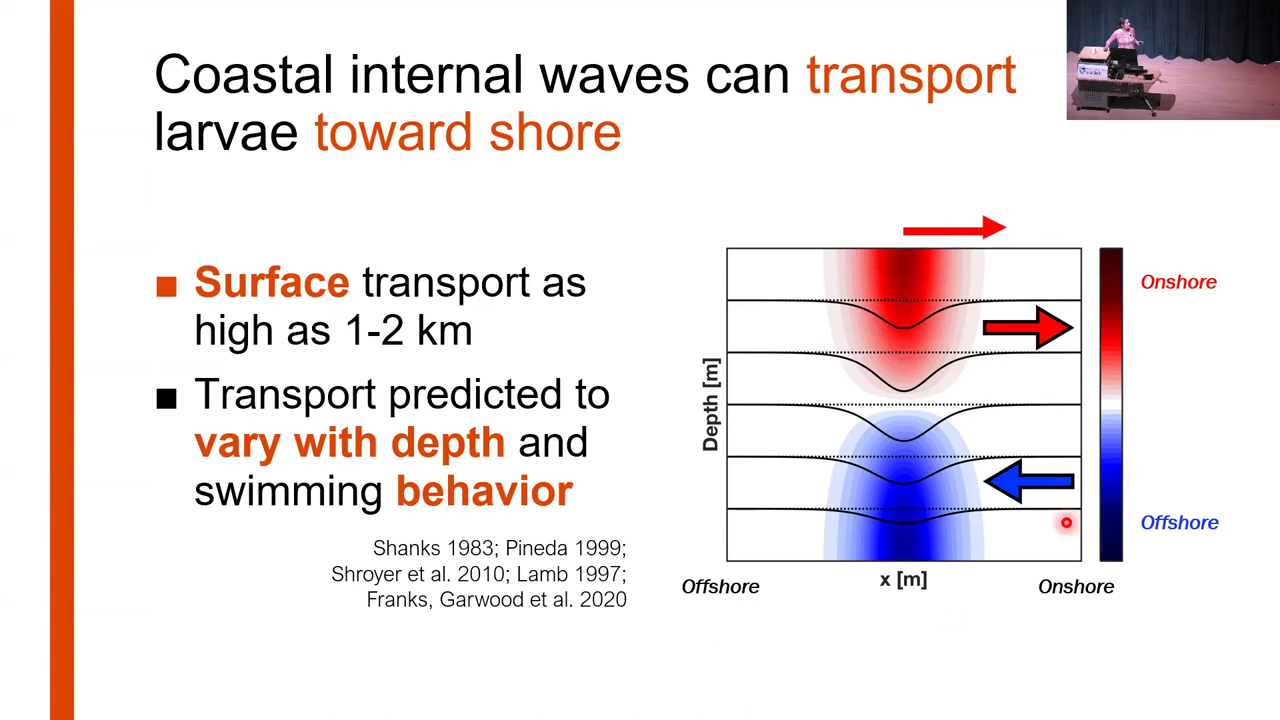 Coastal internal waves can transport
larvae toward shore
■ Surface transport as
high as 1-2 km
■ Transport predicted to
vary with depth and
swimming behavior
Shanks 1983; Pineda 1999;
Shroyer et al. 2010; Lamb 1997;
Franks, Garwood et al. 2020
Depth [m]
Offshore
x [m]
Onshore
Onshore
Offshore